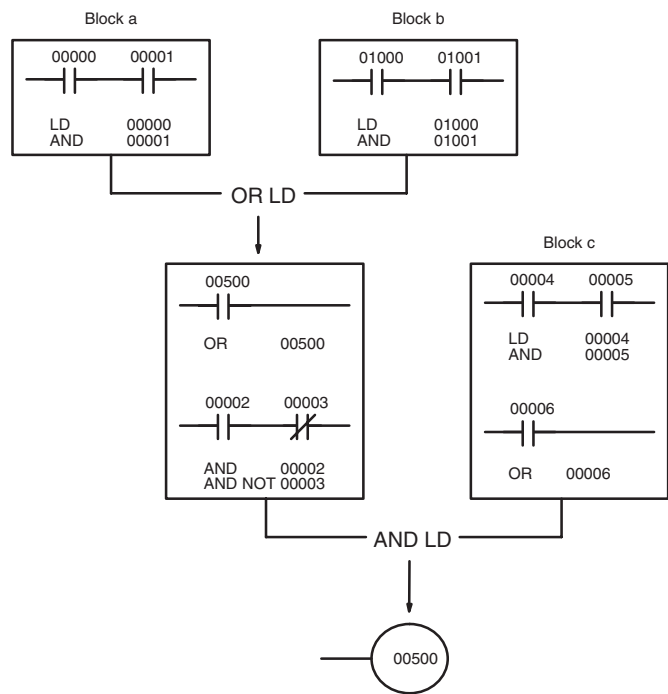 Block a
00000 00001
LD 00000
AND 00001
Block b
01000 01001
LD 01000
AND 01001
OR LD
00500
OR 00500
00002 00003
AND 00002
AND NOT 00003
Block c
00004 00005
LD 00004
AND 00005
00006
OR 00006
AND LD
00500